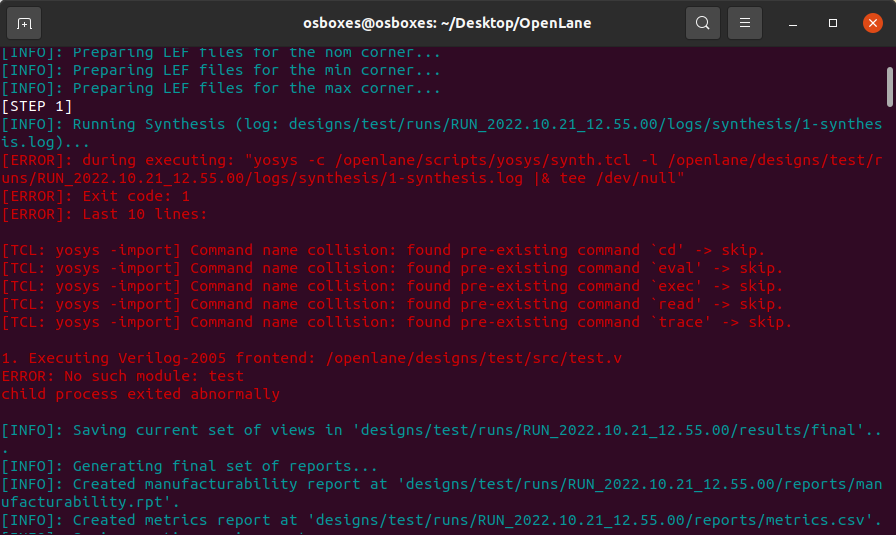 osboxes@osboxes: ~/Desktop/OpenLane
[INFO]: Preparing LEF files for the nom corner...
[INFO]: Preparing LEF files for the min corner...
[INFO]: Preparing LEF files for the max corner...
[STEP 1]
[INFO]: Running Synthesis (log: designs/test/runs/RUN_2022.10.21_12.55.00/logs/synthesis/1-synthes
is.log)...
[ERROR]: during executing: "yosys -c /openlane/scripts/yosys/synth.tcl -l /openlane/designs/test/r
uns/RUN_2022.10.21_12.55.00/logs/synthesis/1-synthesis.log |& tee /dev/null"
[ERROR]: Exit code: 1
[ERROR]: Last 10 lines:
[TCL: yosys -import] Command name collision: found pre-existing command `cd' -> skip.
[TCL: yosys -import] Command name collision: found pre-existing command `eval' -> skip.
[TCL: yosys -import] Command name collision: found pre-existing command `exec' -> skip.
[TCL: yosys -import] Command name collision: found pre-existing command `read' -> skip.
[TCL: yosys -import] Command name collision: found pre-existing command `trace' -> skip.
1. Executing Verilog-2005 frontend: /openlane/designs/test/src/test.v
ERROR: No such module: test
child process exited abnormally
[INFO]: Saving current set of views in 'designs/test/runs/RUN_2022.10.21_12.55.00/results/final'..
.
[INFO]: Generating final set of reports...
[INFO]: Created manufacturability report at 'designs/test/runs/RUN_2022.10.21_12.55.00/reports/man
ufacturability.rpt'.
[INFO]: Created metrics report at 'designs/test/runs/RUN_2022.10.21_12.55.00/reports/metrics.csv'.